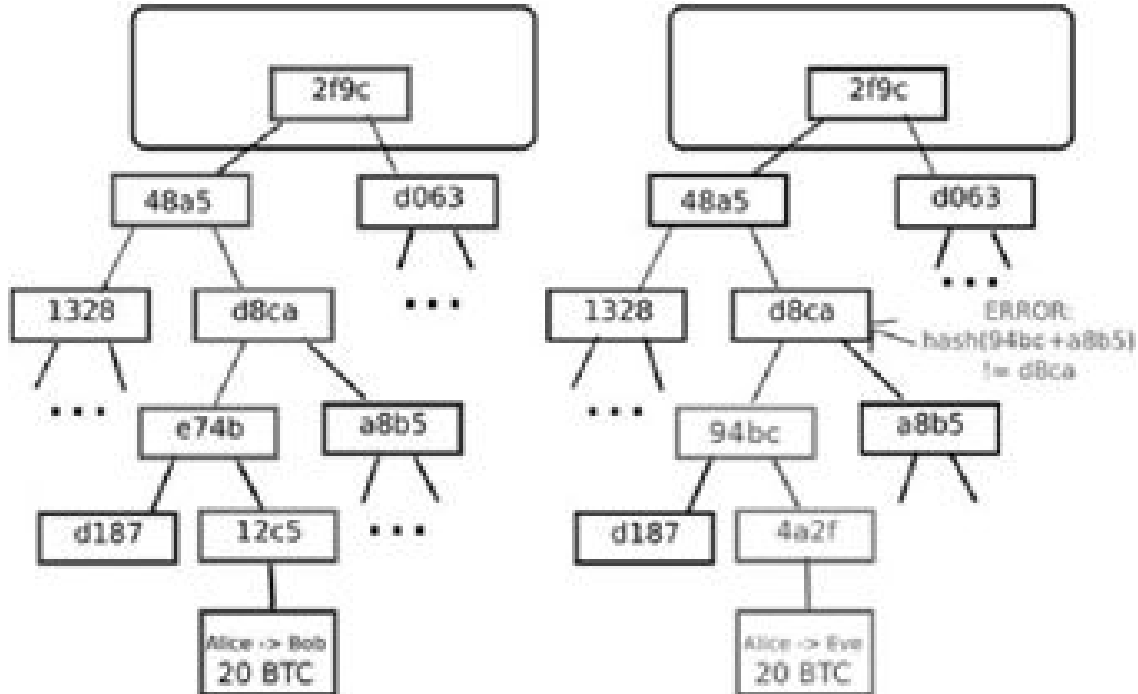 2f9c
48a5
d063
1328
d8ca
...
...
e74b
a8b5
d187
12c5
...
Alice -> Bob
20 BTC
2f9c
48a5
d063
1328
d8ca
...
ERROR:
hash(94bc+a8b5)
!= d8ca
...
94bc
a8b5
d187
4a2f
Alice -> Eve
20 BTC